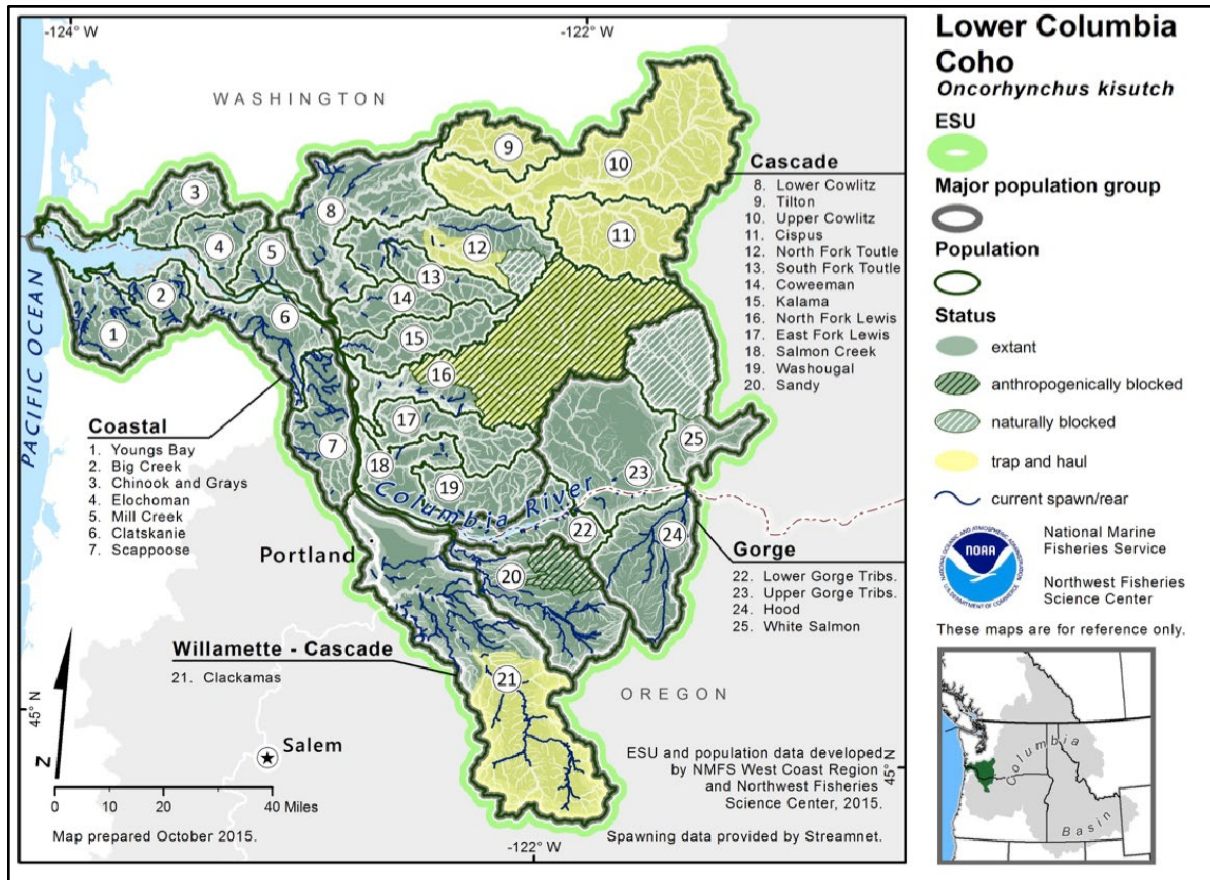 -124° W
-122° W
WASHINGTON
PACIFIC OCEAN
9
10
3
8
11
4
5
12
13
2
14
6
1
15
16
17
25
7
18
23
19
Columbia River
22
24
20
21
Portland
OREGON
Salem
45° N
45° N
-122° W
Coastal
1. Youngs Bay
2. Big Creek
3. Chinook and Grays
4. Elochoman
5. Mill Creek
6. Clatskanie
7. Scappoose
Cascade
8. Lower Cowlitz
9. Tilton
10. Upper Cowlitz
11. Cispus
12. North Fork Toutle
13. South Fork Toutle
14. Coweeman
15. Kalama
16. North Fork Lewis
17. East Fork Lewis
18. Salmon Creek
19. Washougal
20. Sandy
Gorge
22. Lower Gorge Tribs.
23. Upper Gorge Tribs.
24. Hood
25. White Salmon
Willamette - Cascade
21. Clackamas
Z
0 10 20 40 Miles
Map prepared October 2015.
ESU and population data developed
by NMFS West Coast Region
and Northwest Fisheries
Science Center, 2015.
Spawning data provided by Streamnet.
Lower Columbia
Coho
Oncorhynchus kisutch
ESU
Major population group
Population
Status
extant
anthropogenically blocked
naturally blocked
trap and haul
current spawn/rear
NOAA
National Marine
Fisheries Service
Northwest Fisheries
Science Center
These maps are for reference only.
Columbia
Basin